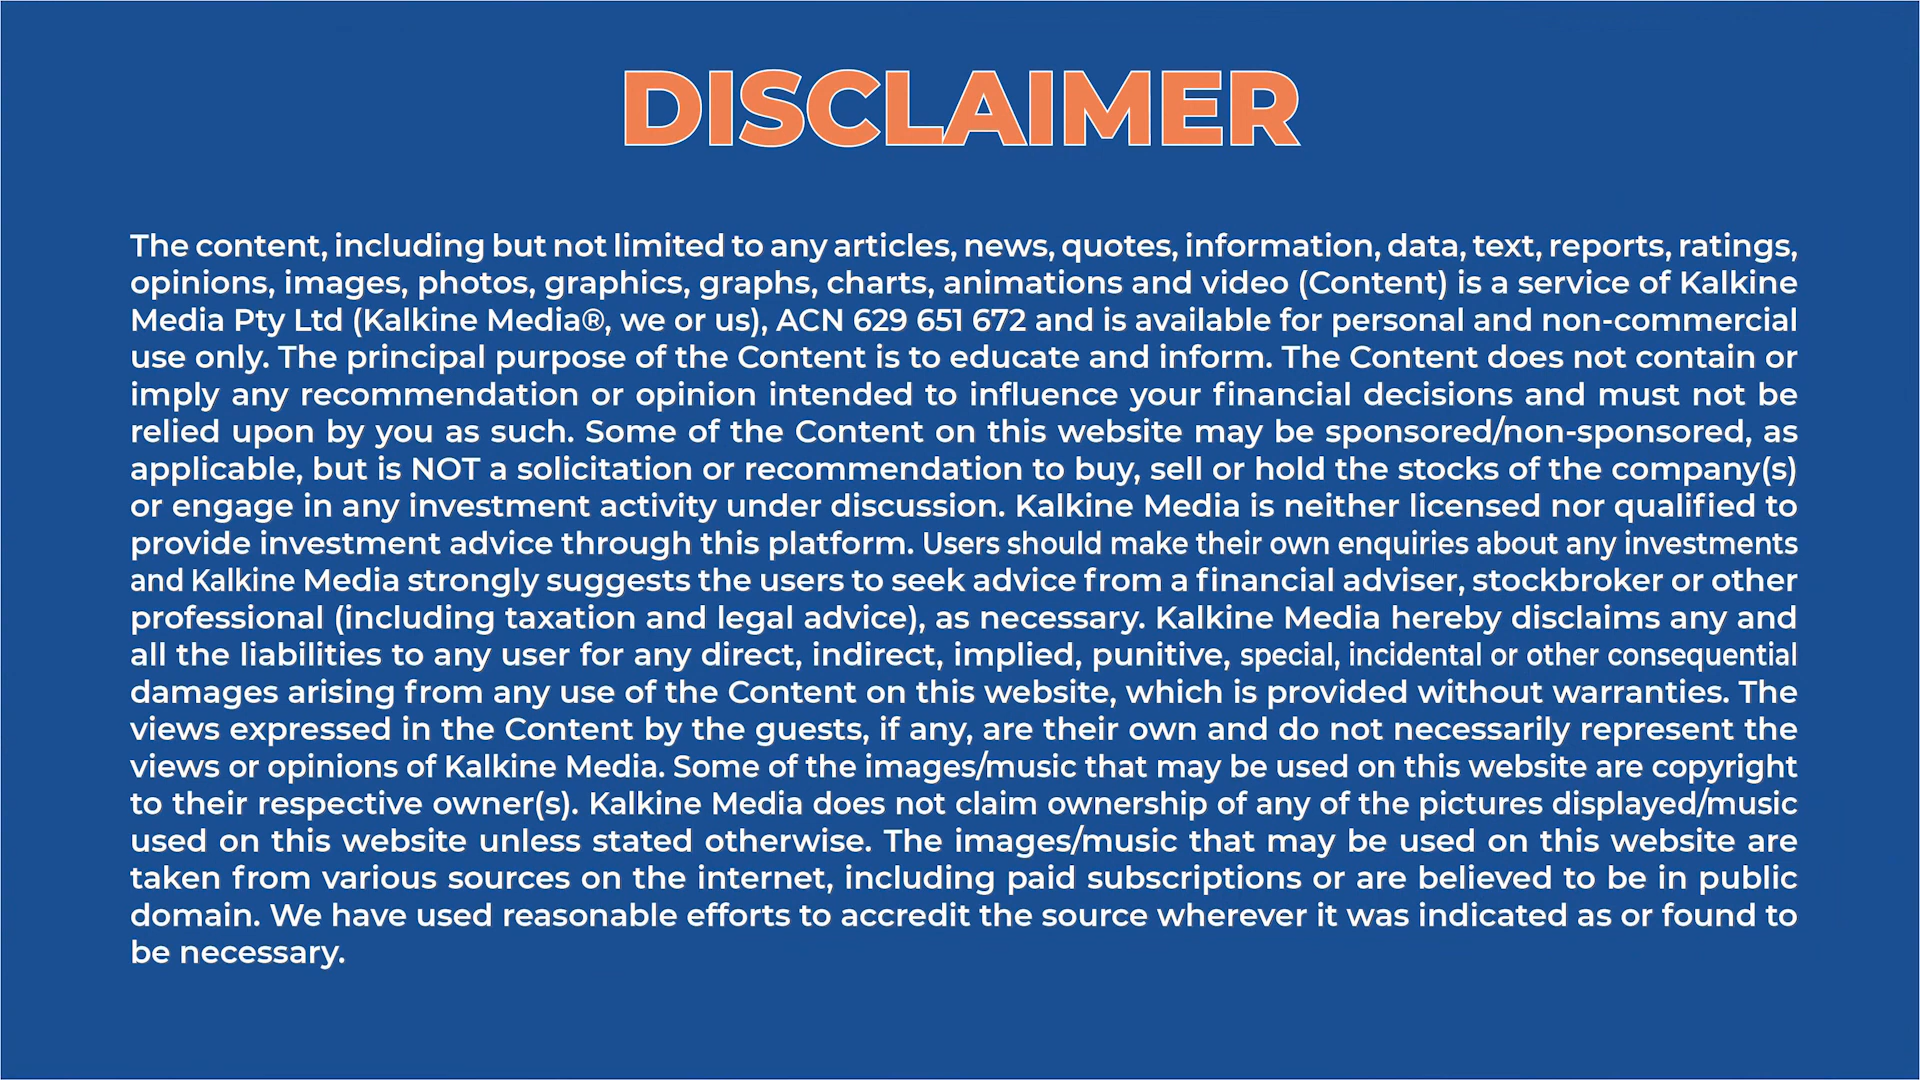 DISCLAIMER
The content, including but not limited to any articles, news, quotes, information, data, text, reports, ratings,
opinions, images, photos, graphics, graphs, charts, animations and video (Content) is a service of Kalkine
Media Pty Ltd (Kalkine Media®, we or us), ACN 629 651 672 and is available for personal and non-commercial
use only. The principal purpose of the Content is to educate and inform. The Content does not contain or
imply any recommendation or opinion intended to influence your financial decisions and must not be
relied upon by you as such. Some of the Content on this website may be sponsored/non-sponsored, as
applicable, but is NOT a solicitation or recommendation to buy, sell or hold the stocks of the company(s)
or engage in any investment activity under discussion. Kalkine Media is neither licensed nor qualified to
provide investment advice through this platform. Users should make their own enquiries about any investments
and Kalkine Media strongly suggests the users to seek advice from a financial adviser, stockbroker or other
professional (including taxation and legal advice), as necessary. Kalkine Media hereby disclaims any and
all the liabilities to any user for any direct, indirect, implied, punitive, special, incidental or other consequential
damages arising from any use of the Content on this website, which is provided without warranties. The
views expressed in the Content by the guests, if any, are their own and do not necessarily represent the
views or opinions of Kalkine Media. Some of the images/music that may be used on this website are copyright
to their respective owner(s). Kalkine Media does not claim ownership of any of the pictures displayed/music
used on this website unless stated otherwise. The images/music that may be used on this website are
taken from various sources on the internet, including paid subscriptions or are believed to be in public
domain. We have used reasonable efforts to accredit the source wherever it was indicated as or found to
be necessary.